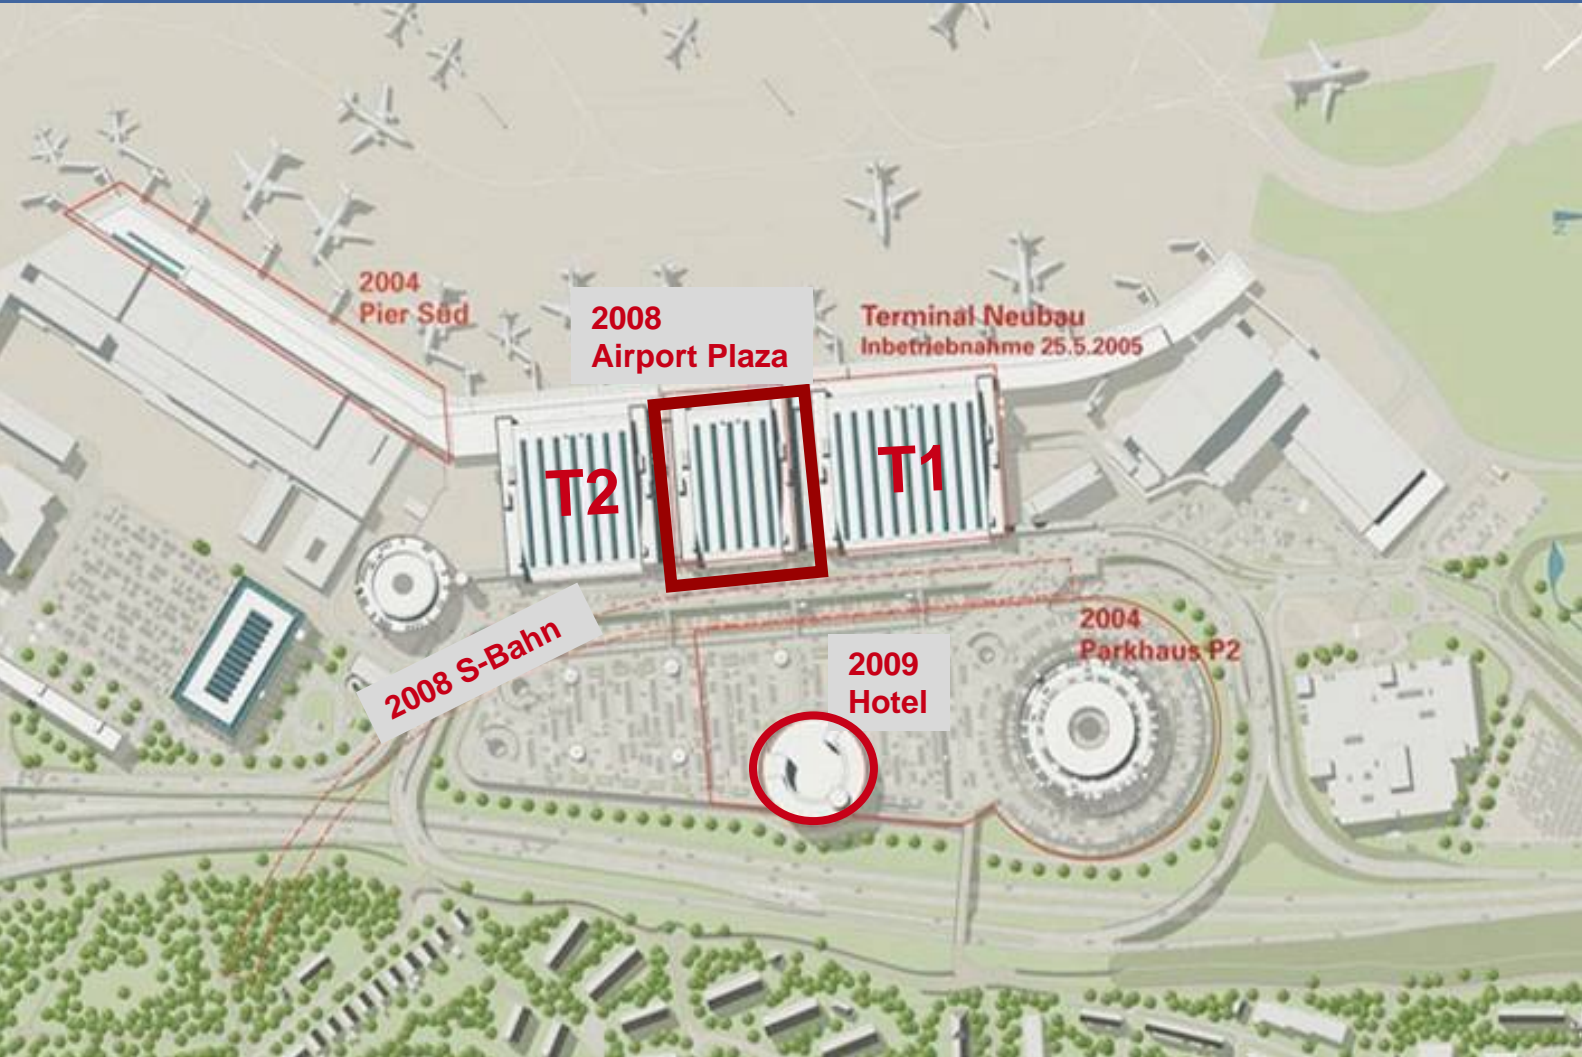 2004
Pier Süd
2008
Airport Plaza
Terminal Neubau
Inbetriebnahme 25.5.2005
T2
T1
2008 S-Bahn
2009
Hotel
2004
Parkhaus P2